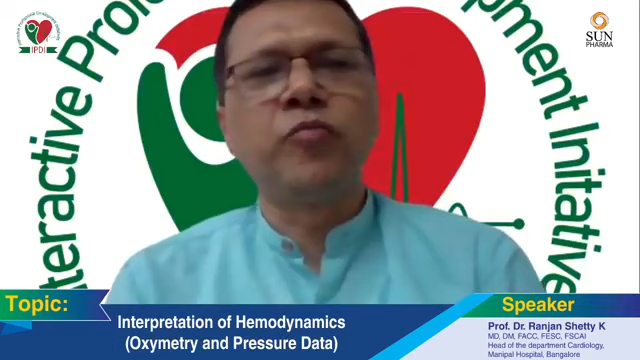 Interactive Profe
pment Initiative
IPDI
SUN
PHARMA
Topic:
Interpretation of Hemodynamics
(Oxymetry and Pressure Data)
Speaker
Prof. Dr. Ranjan Shetty K
MD, DM, FACC, FESC, FSCAI
Head of the department Cardiology,
Manipal Hospital, Bangalore